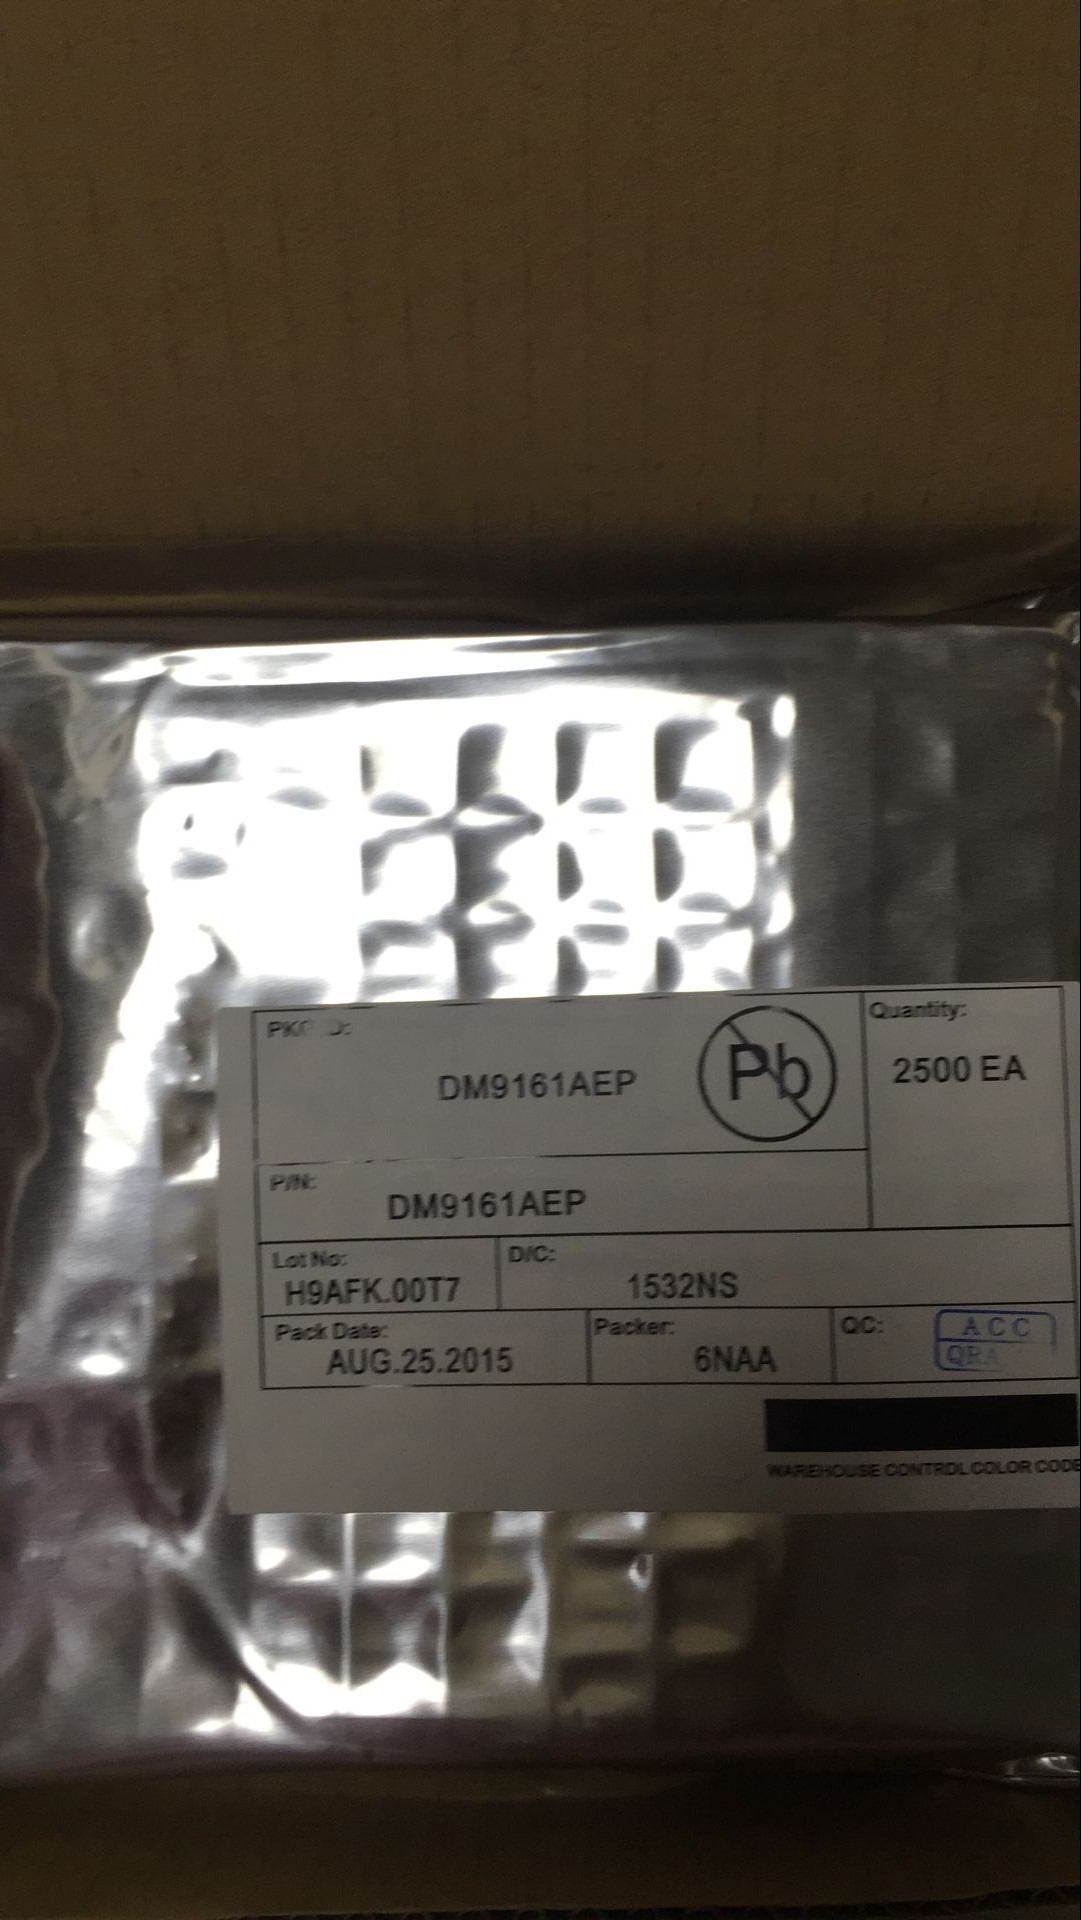 Quantity:
DM9161AEP
Pb
2500 EA
P/N:
DM9161AEP
Lot No:
D/C:
H9AFK.00T7
1532NS
Pack Date:
Packer:
QC:
ACC
AUG.25.2015
6NAA
WAREHOUSE CONTROL COLOR CODE